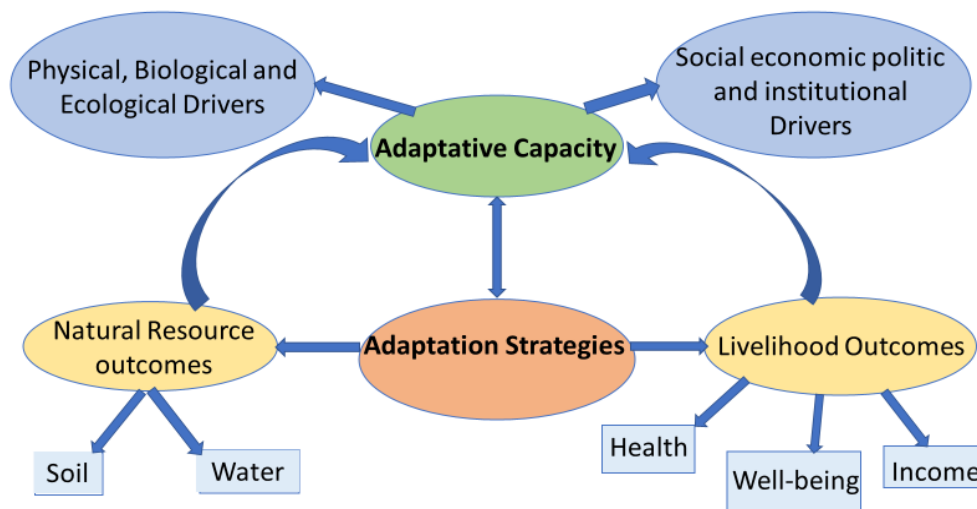 Physical, Biological and
Ecological Drivers
Social economic politic
and institutional
Drivers
Adaptative Capacity
Natural Resource
outcomes
Adaptation Strategies
Livelihood Outcomes
Soil
Water
Health
Well-being
Income